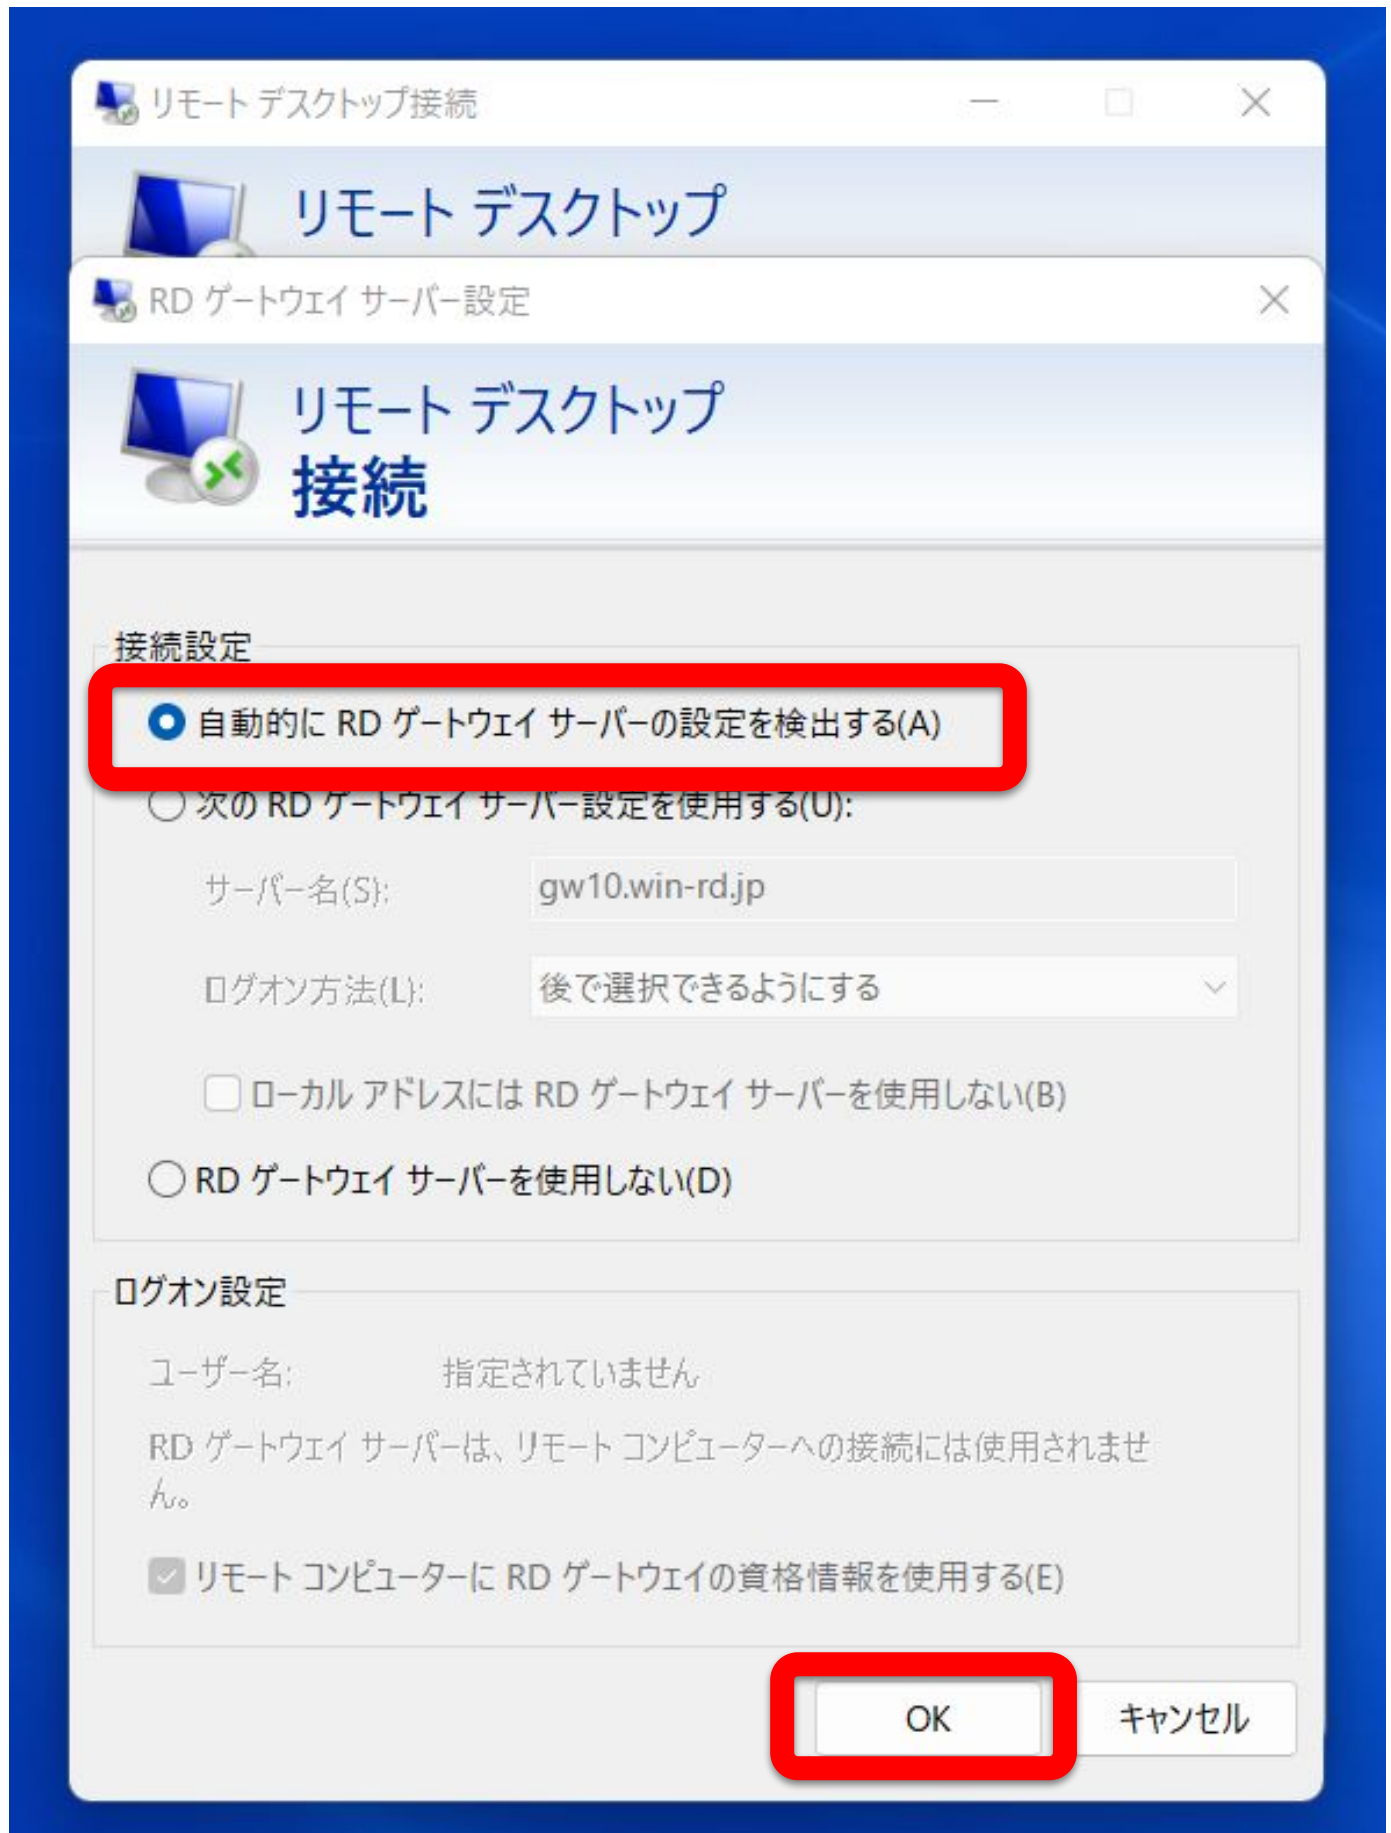 リモート デスクトップ接続
リモート デスクトップ
RD ゲートウェイ サーバー設定
リモート デスクトップ
接続
接続設定
自動的に RD ゲートウェイ サーバーの設定を検出する(A)
次の RD ゲートウェイ サーバー設定を使用する(U):
サーバー名(S):
gw10.win-rd.jp
ログオン方法(L):
後で選択できるようにする
ローカル アドレスには RD ゲートウェイ サーバーを使用しない(B)
RD ゲートウェイ サーバーを使用しない(D)
ログオン設定
ユーザー名:
指定されていません
RD ゲートウェイ サーバーは、リモート コンピューターへの接続には使用されませ
ん。
リモート コンピューターに RD ゲートウェイの資格情報を使用する(E)
OK
キャンセル